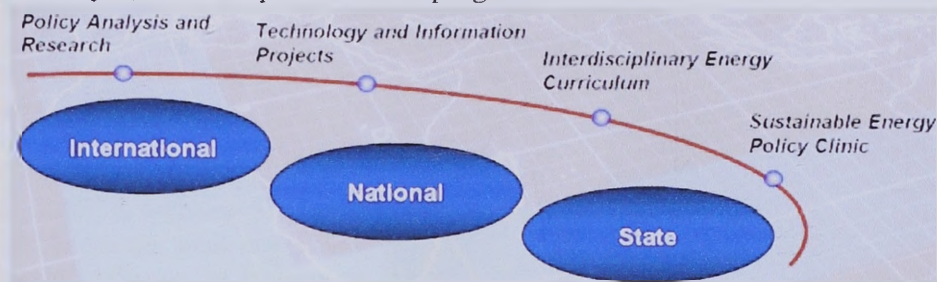 Policy Analysis and
Research
Technology and Information
Projects
Interdisciplinary Energy
Curriculum
Sustainable Energy
Policy Clinic
International
National
State